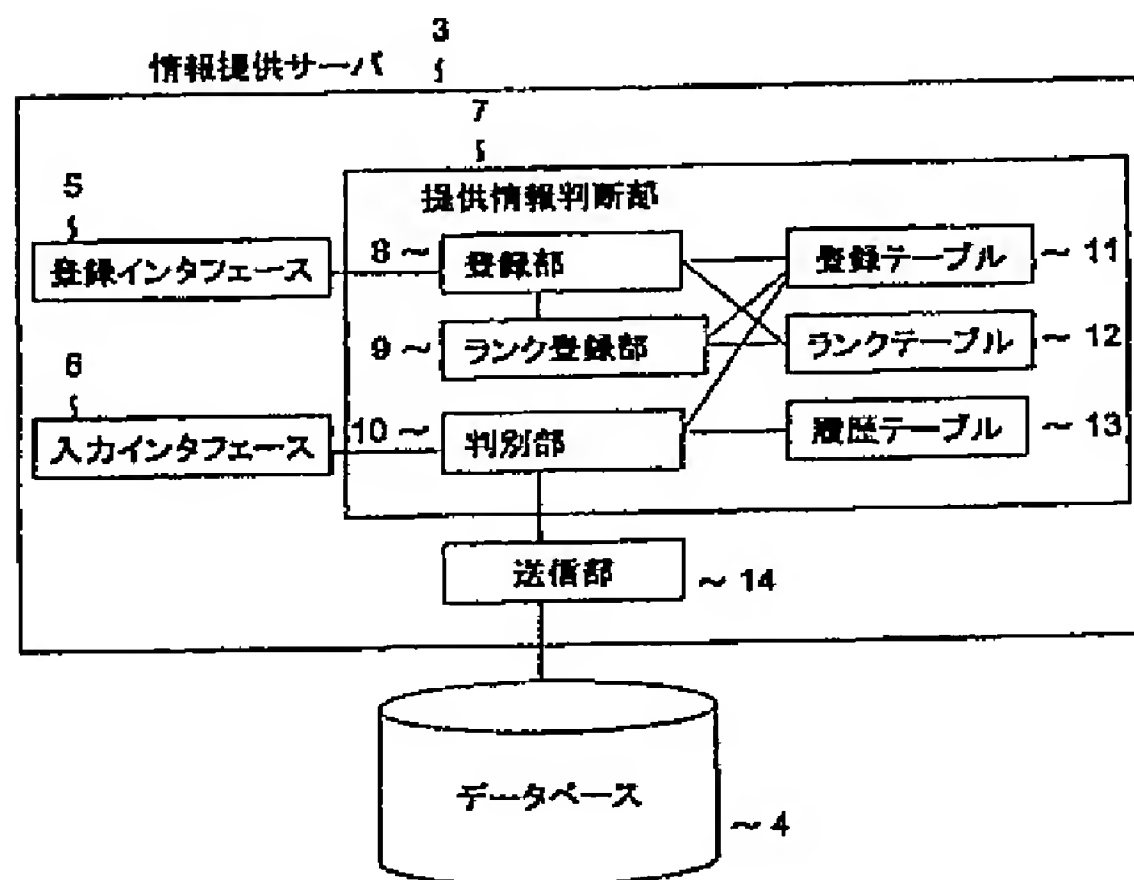 3
情報提供サーバ
7
提供情報判断部
5
登録インタフェース
8 ~ 登録部
登録テーブル ~ 11
9 ~ ランク登録部
ランクテーブル ~ 12
6
入力インタフェース
10 ~ 判別部
履歴テーブル ~ 13
送信部 ~ 14
データベース ~ 4